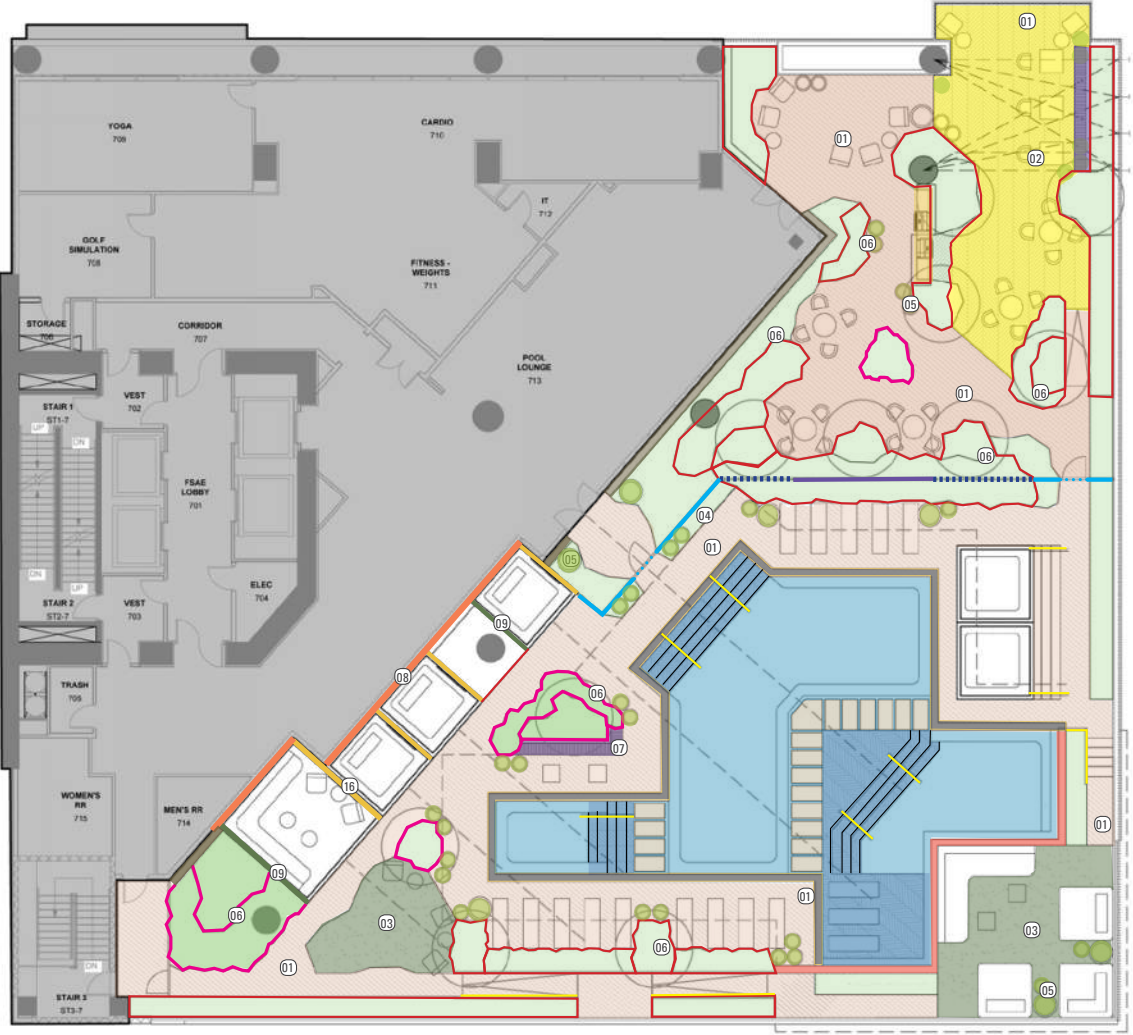 01
YOGA
709
CARDIO
710
01
02
IT
712
GOLF
SIMULATION
708
FITNESS -
WEIGHTS
711
06
05
STORAGE
706
CORRIDOR
707
06
POOL
LOUNGE
713
VEST
702
STAIR 1
ST1-7
UP
DN
01
06
06
FSAE
LOBBY
701
04
01
05
DN
UP
ELEC
704
STAIR 2
ST2-7
VEST
703
09
08
06
TRASH
705
07
16
WOMEN'S
RR
715
MEN'S RR
714
01
09
01
06
03
03
06
01
DN
05
STAIR 3
ST3-7